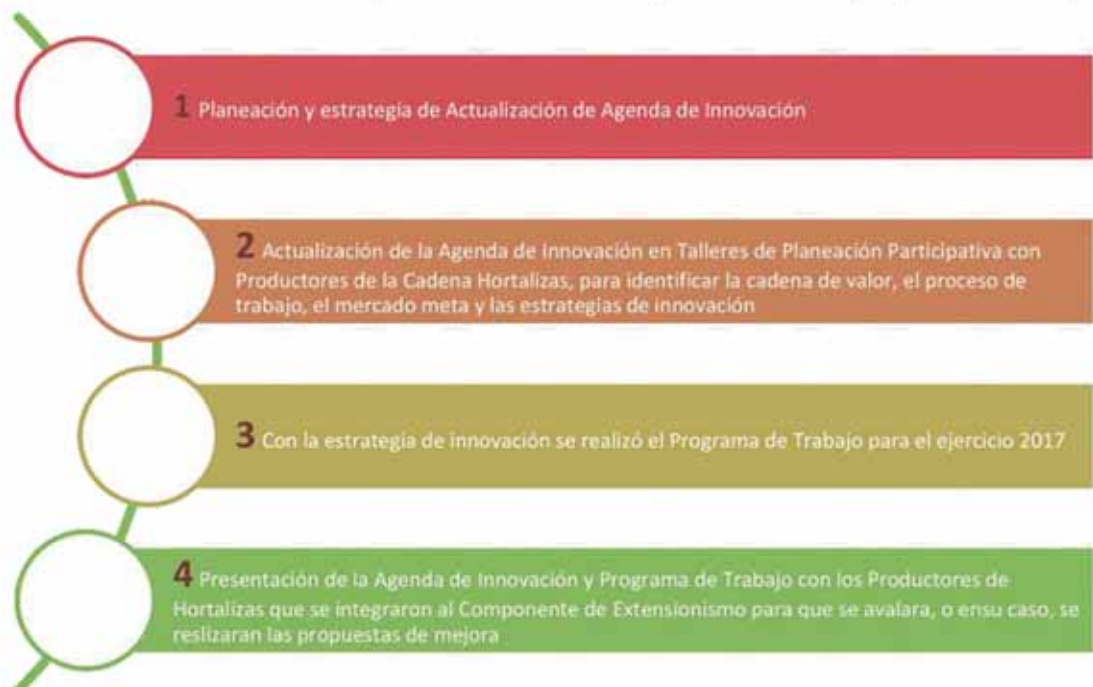 1 Planeación y estrategia de Actualización de Agenda de Innovación
2 Actualización de la Agenda de Innovación en Talleres de Planeación Participativa con
Productores de la Cadena Hortalizas, para identificar la cadena de valor, el proceso de
trabajo, el mercado meta y las estrategias de innovación
3 Con la estrategia de innovación se realizó el Programa de Trabajo para el ejercicio 2017
4 Presentación de la Agenda de Innovación y Programa de Trabajo con los Productores de
Hortalizas que se integraron al Componente de Extensionismo para que se avalara, o ensu caso, se
reslizaran las propuestas de mejora